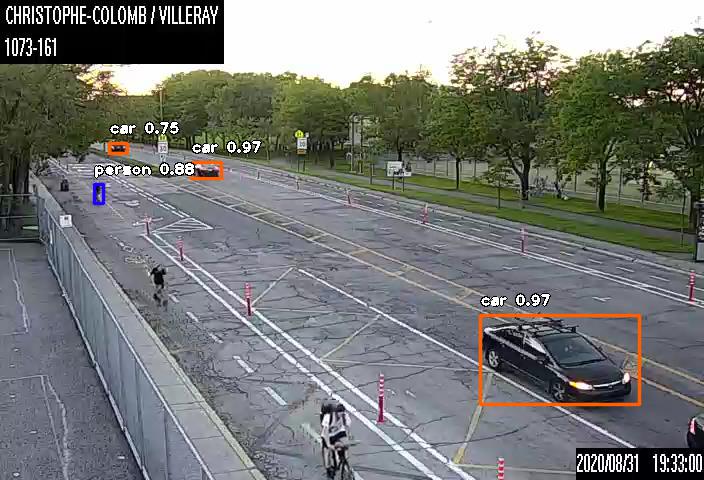 CHRISTOPHE-COLOMB / VILLERAY
1073-161
car 0.75
car 0.97
person 0.88
car 0.97
2020/08/31 19:33:00